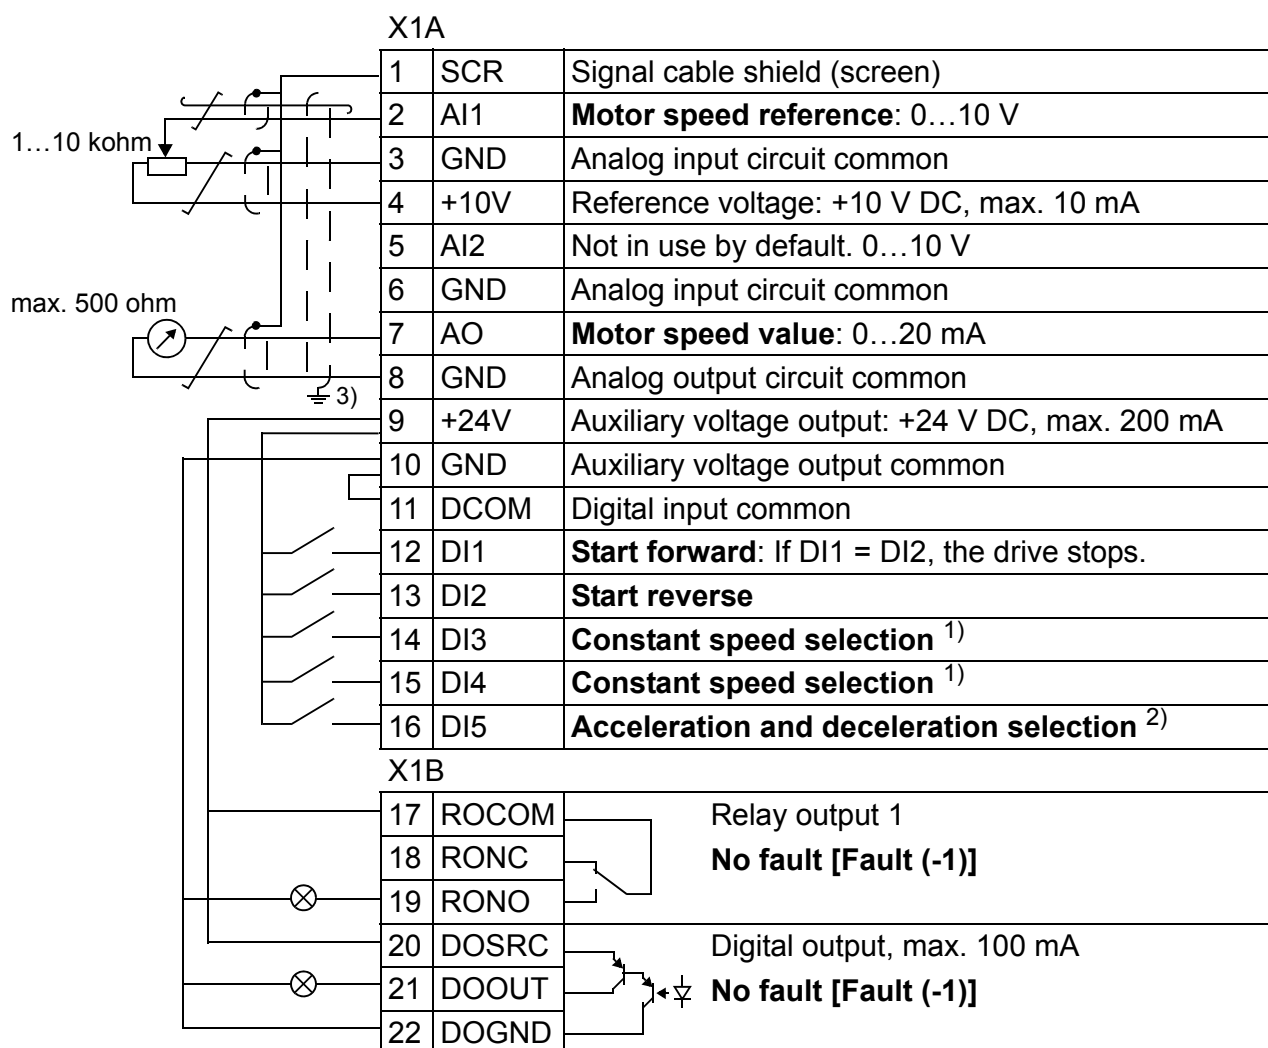 X1A
1 SCR Signal cable shield (screen)
2 AI1 Motor speed reference: 0…10 V
1…10 kohm
3 GND Analog input circuit common
4 +10V Reference voltage: +10 V DC, max. 10 mA
5 AI2 Not in use by default. 0…10 V
6 GND Analog input circuit common
max. 500 ohm
7 AO Motor speed value: 0…20 mA
8 GND Analog output circuit common
3)
9 +24V Auxiliary voltage output: +24 V DC, max. 200 mA
10 GND Auxiliary voltage output common
11 DCOM Digital input common
12 DI1 Start forward: If DI1 = DI2, the drive stops.
13 DI2 Start reverse
14 DI3 Constant speed selection 1)
15 DI4 Constant speed selection 1)
16 DI5 Acceleration and deceleration selection 2)
X1B
17 ROCOM Relay output 1
18 RONC No fault [Fault (-1)]
19 RONO
20 DOSRC Digital output, max. 100 mA
21 DOOUT No fault [Fault (-1)]
22 DOGND